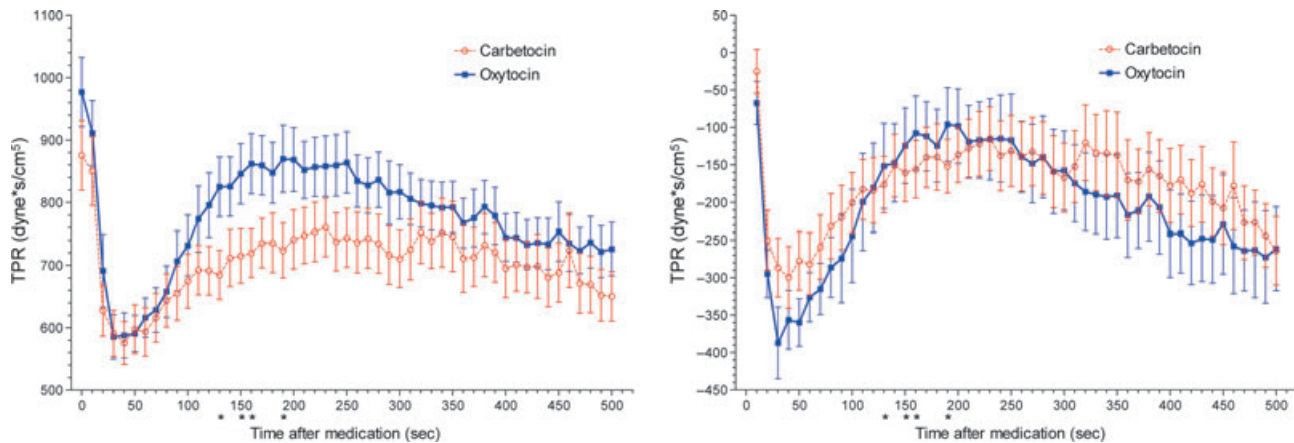 1100
1000
900
800
700
600
500
TPR (dyne*s/cm⁵)
Carbetocin
Oxytocin
0 50 100 150 200 250 300 350 400 450 500
* ** *
Time after medication (sec)
50
0
−50
−100
−150
−200
−250
−300
−350
−400
−450
TPR (dyne*s/cm⁵)
Carbetocin
Oxytocin
0 50 100 150 200 250 300 350 400 450 500
* ** *
Time after medication (sec)